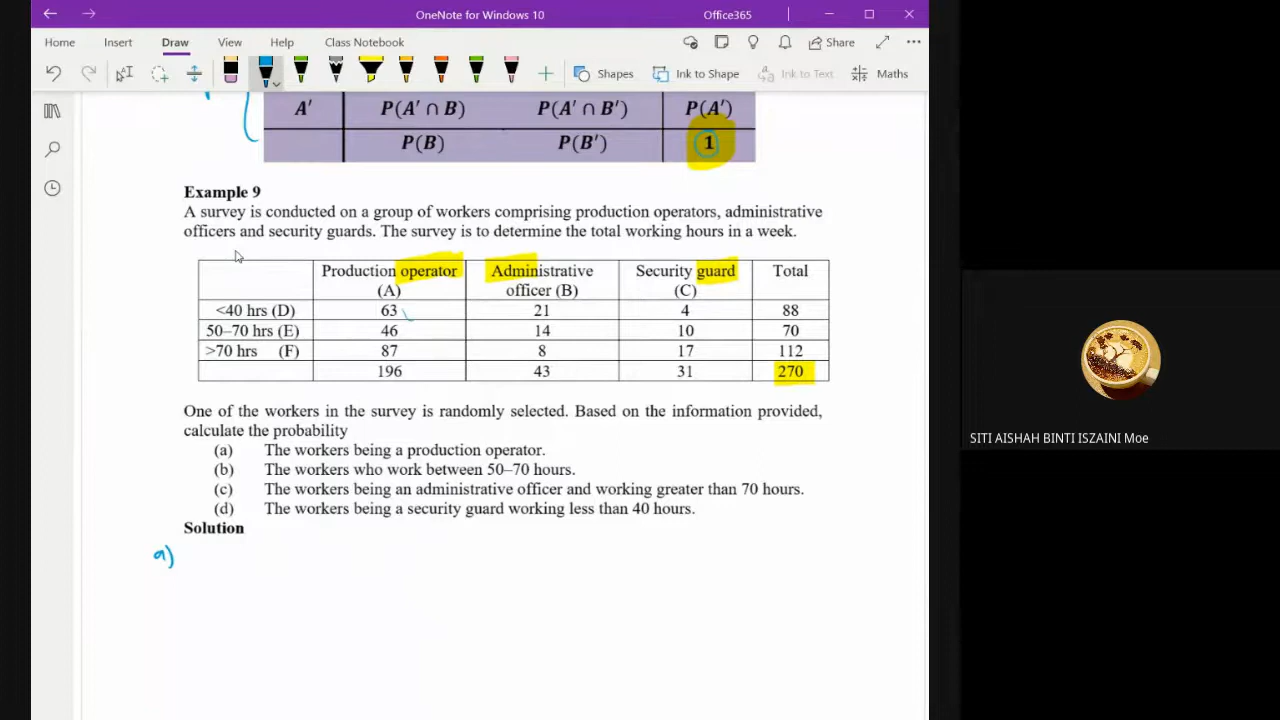 OneNote for Windows 10
Office365
Home Insert Draw View Help Class Notebook Share
Shapes Ink to Shape Ink to Text Maths
A′ P(A′ ∩ B) P(A′ ∩ B′) P(A′)
P(B) P(B′) 1
Example 9
A survey is conducted on a group of workers comprising production operators, administrative
officers and security guards. The survey is to determine the total working hours in a week.
Production operator Administrative Security guard Total
(A) officer (B) (C)
<40 hrs (D) 63 21 4 88
50–70 hrs (E) 46 14 10 70
>70 hrs (F) 87 8 17 112
196 43 31 270
One of the workers in the survey is randomly selected. Based on the information provided,
calculate the probability
(a) The workers being a production operator.
(b) The workers who work between 50–70 hours.
(c) The workers being an administrative officer and working greater than 70 hours.
(d) The workers being a security guard working less than 40 hours.
Solution
a)
SITI AISHAH BINTI ISZAINI Moe